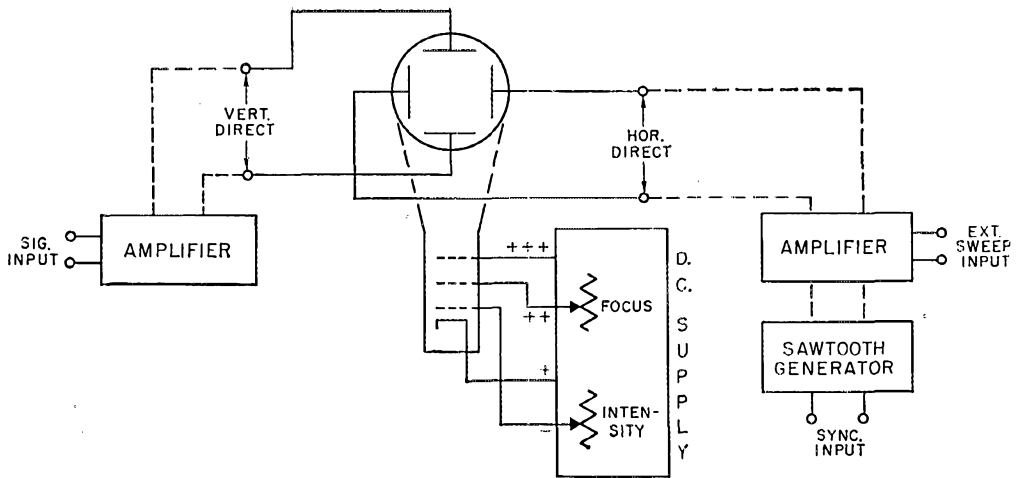 VERT.
DIRECT
HOR.
DIRECT
SIG.
INPUT
AMPLIFIER
AMPLIFIER
EXT.
SWEEP
INPUT
+++
++
+
−
FOCUS
INTEN-
SITY
D.
C.
S
U
P
P
L
Y
SAWTOOTH
GENERATOR
SYNC.
INPUT